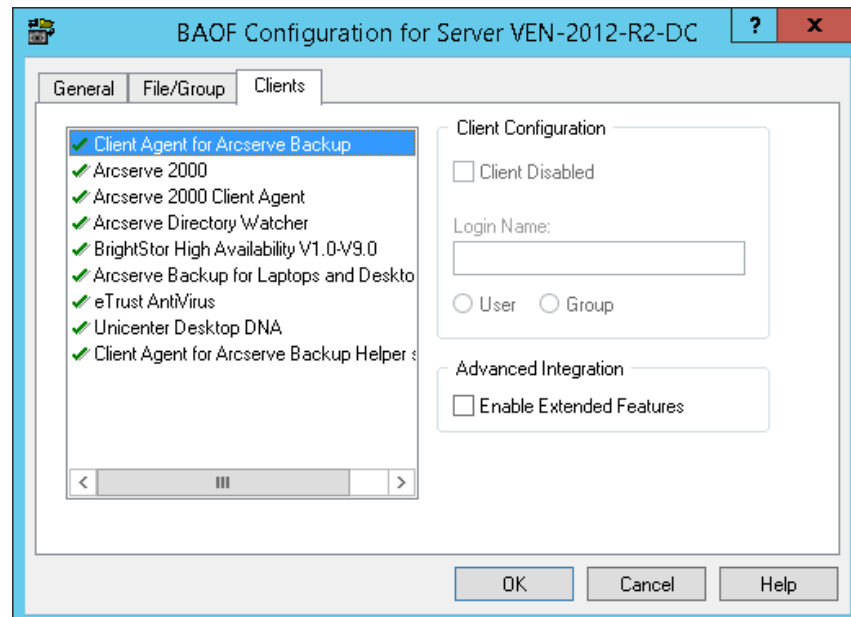 BAOF Configuration for Server VEN-2012-R2-DC
?
x
General
File/Group
Clients
Client Agent for Arcserve Backup
Arcserve 2000
Arcserve 2000 Client Agent
Arcserve Directory Watcher
BrightStor High Availability V1.0-V9.0
Arcserve Backup for Laptops and Deskto
eTrust AntiVirus
Unicenter Desktop DNA
Client Agent for Arcserve Backup Helper s
Client Configuration
Client Disabled
Login Name:
User
Group
Advanced Integration
Enable Extended Features
OK
Cancel
Help